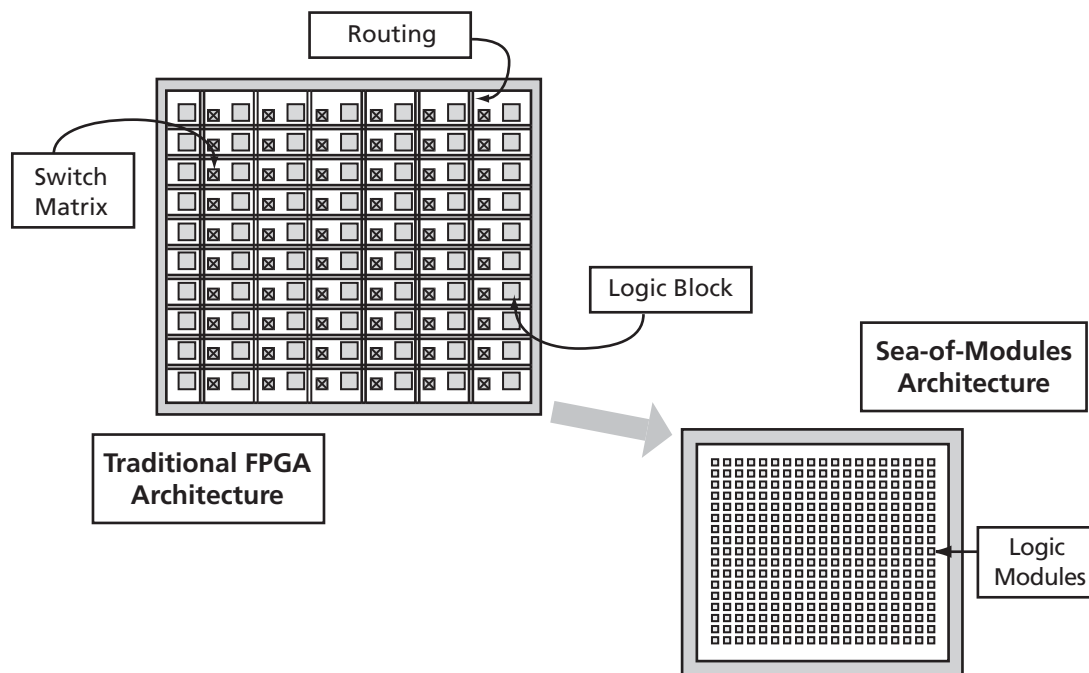 Routing
Switch
Matrix
Logic Block
Sea-of-Modules
Architecture
Traditional FPGA
Architecture
Logic
Modules